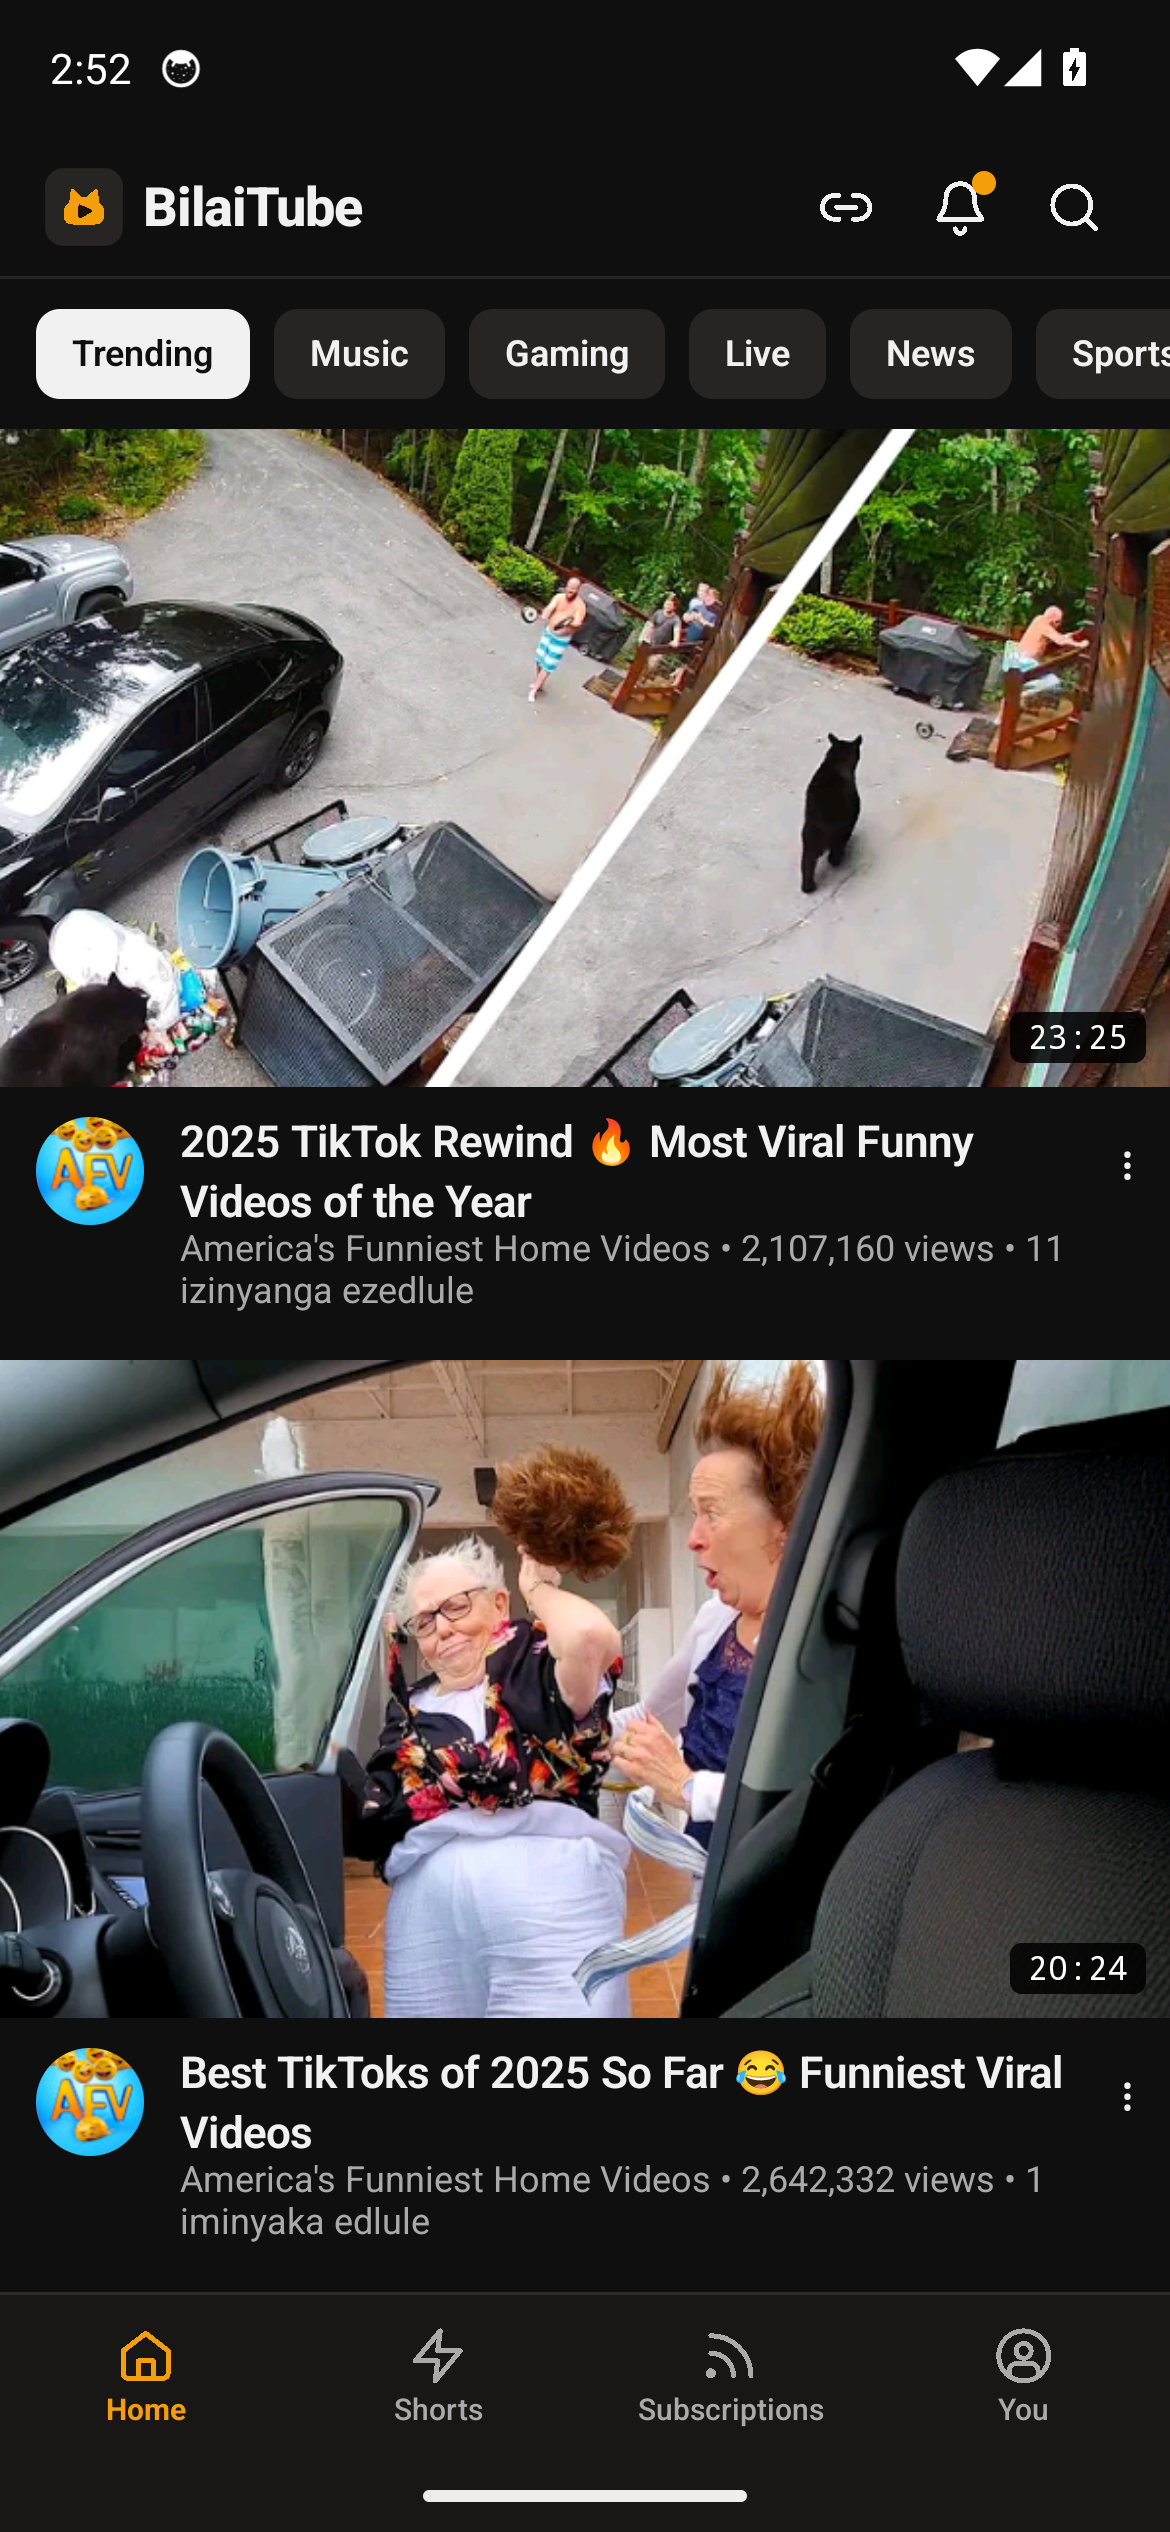 2:52
BilaiTube
Trending Music Gaming Live News Sports
23:25
AFV
2025 TikTok Rewind 🔥 Most Viral Funny
Videos of the Year
America's Funniest Home Videos • 2,107,160 views • 11
izinyanga ezedlule
20:24
AFV
Best TikToks of 2025 So Far 😂 Funniest Viral
Videos
America's Funniest Home Videos • 2,642,332 views • 1
iminyaka edlule
Home Shorts Subscriptions You